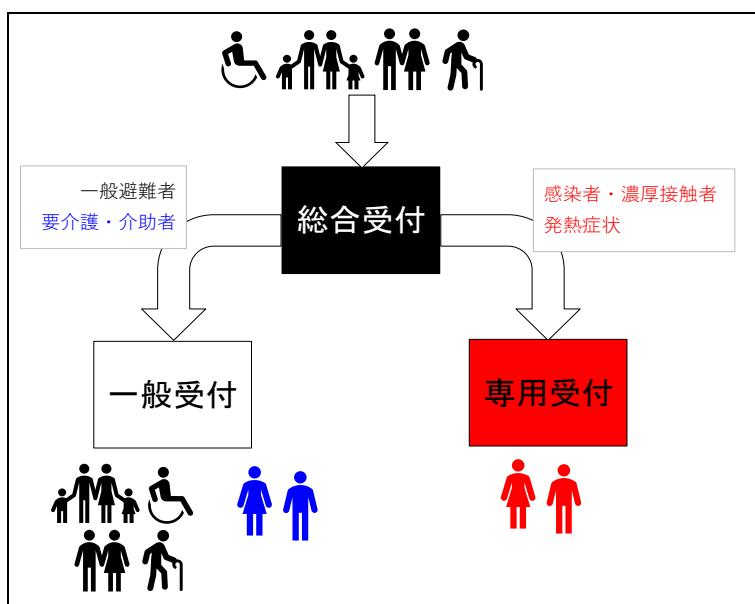 一般避難者
要介護・介助者
総合受付
感染者・濃厚接触者
発熱症状
一般受付
専用受付